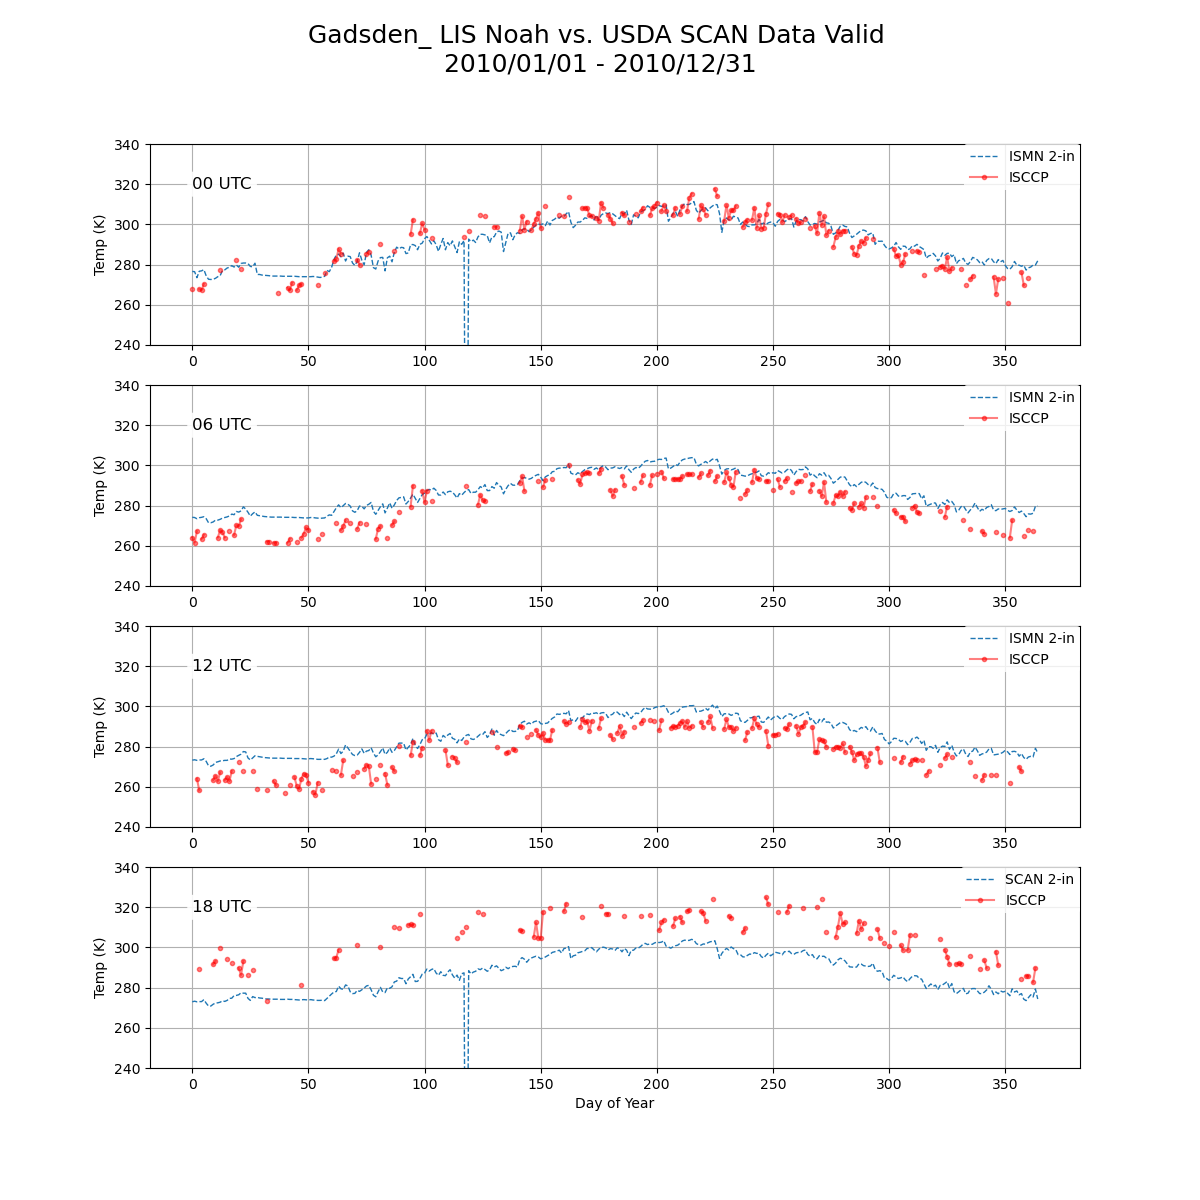 Gadsden_ LIS Noah vs. USDA SCAN Data Valid
2010/01/01 - 2010/12/31
340
320
300
280
260
240
Temp (K)
00 UTC
ISMN 2-in
ISCCP
0 50 100 150 200 250 300 350
340
320
300
280
260
240
Temp (K)
06 UTC
ISMN 2-in
ISCCP
0 50 100 150 200 250 300 350
340
320
300
280
260
240
Temp (K)
12 UTC
ISMN 2-in
ISCCP
0 50 100 150 200 250 300 350
340
320
300
280
260
240
Temp (K)
18 UTC
SCAN 2-in
ISCCP
0 50 100 150 200 250 300 350
Day of Year